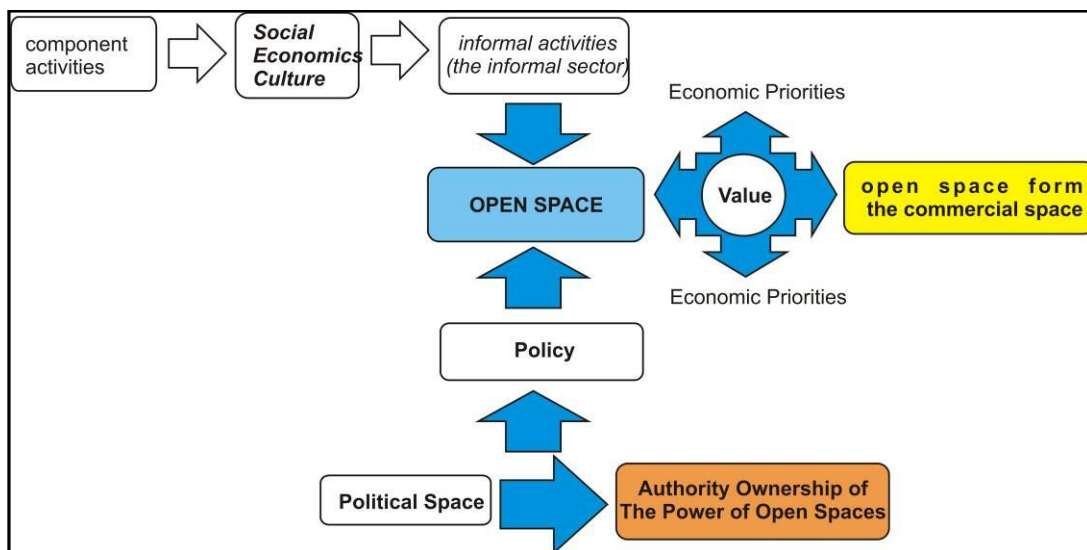 component
activities
Social
Economics
Culture
informal activities
(the informal sector)
Economic Priorities
OPEN SPACE
Value
open space form
the commercial space
Economic Priorities
Policy
Political Space
Authority Ownership of
The Power of Open Spaces